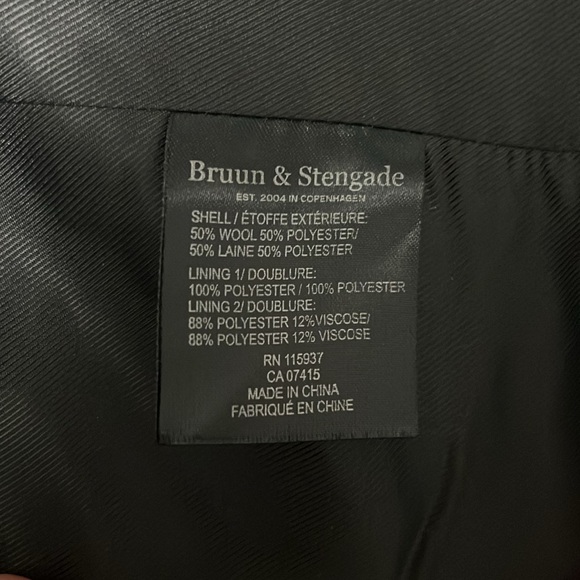 Bruun & Stengade
EST. 2004 IN COPENHAGEN
SHELL / ÉTOFFE EXTÉRIEURE:
50% WOOL 50% POLYESTER/
50% LAINE 50% POLYESTER
LINING 1/ DOUBLURE:
100% POLYESTER / 100% POLYESTER
LINING 2/ DOUBLURE:
88% POLYESTER 12%VISCOSE/
88% POLYESTER 12% VISCOSE
RN 115937
CA 07415
MADE IN CHINA
FABRIQUÉ EN CHINE